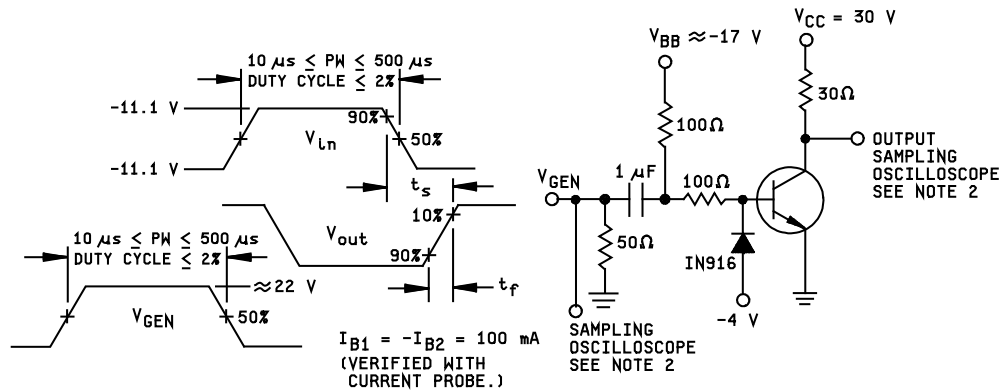 10 µs ≤ PW ≤ 500 µs
DUTY CYCLE ≤ 2%
-11.1 V
90%
V_in
50%
-11.1 V
t_s
V_out
10%
90%
t_f
10 µs ≤ PW ≤ 500 µs
DUTY CYCLE ≤ 2%
≈22 V
V_GEN
50%
I_B1 = -I_B2 = 100 mA
(VERIFIED WITH
CURRENT PROBE.)
V_CC = 30 V
V_BB ≈-17 V
30Ω
100Ω
OUTPUT
SAMPLING
OSCILLOSCOPE
SEE NOTE 2
V_GEN
1 µF
100Ω
50Ω
IN916
-4 V
SAMPLING
OSCILLOSCOPE
SEE NOTE 2